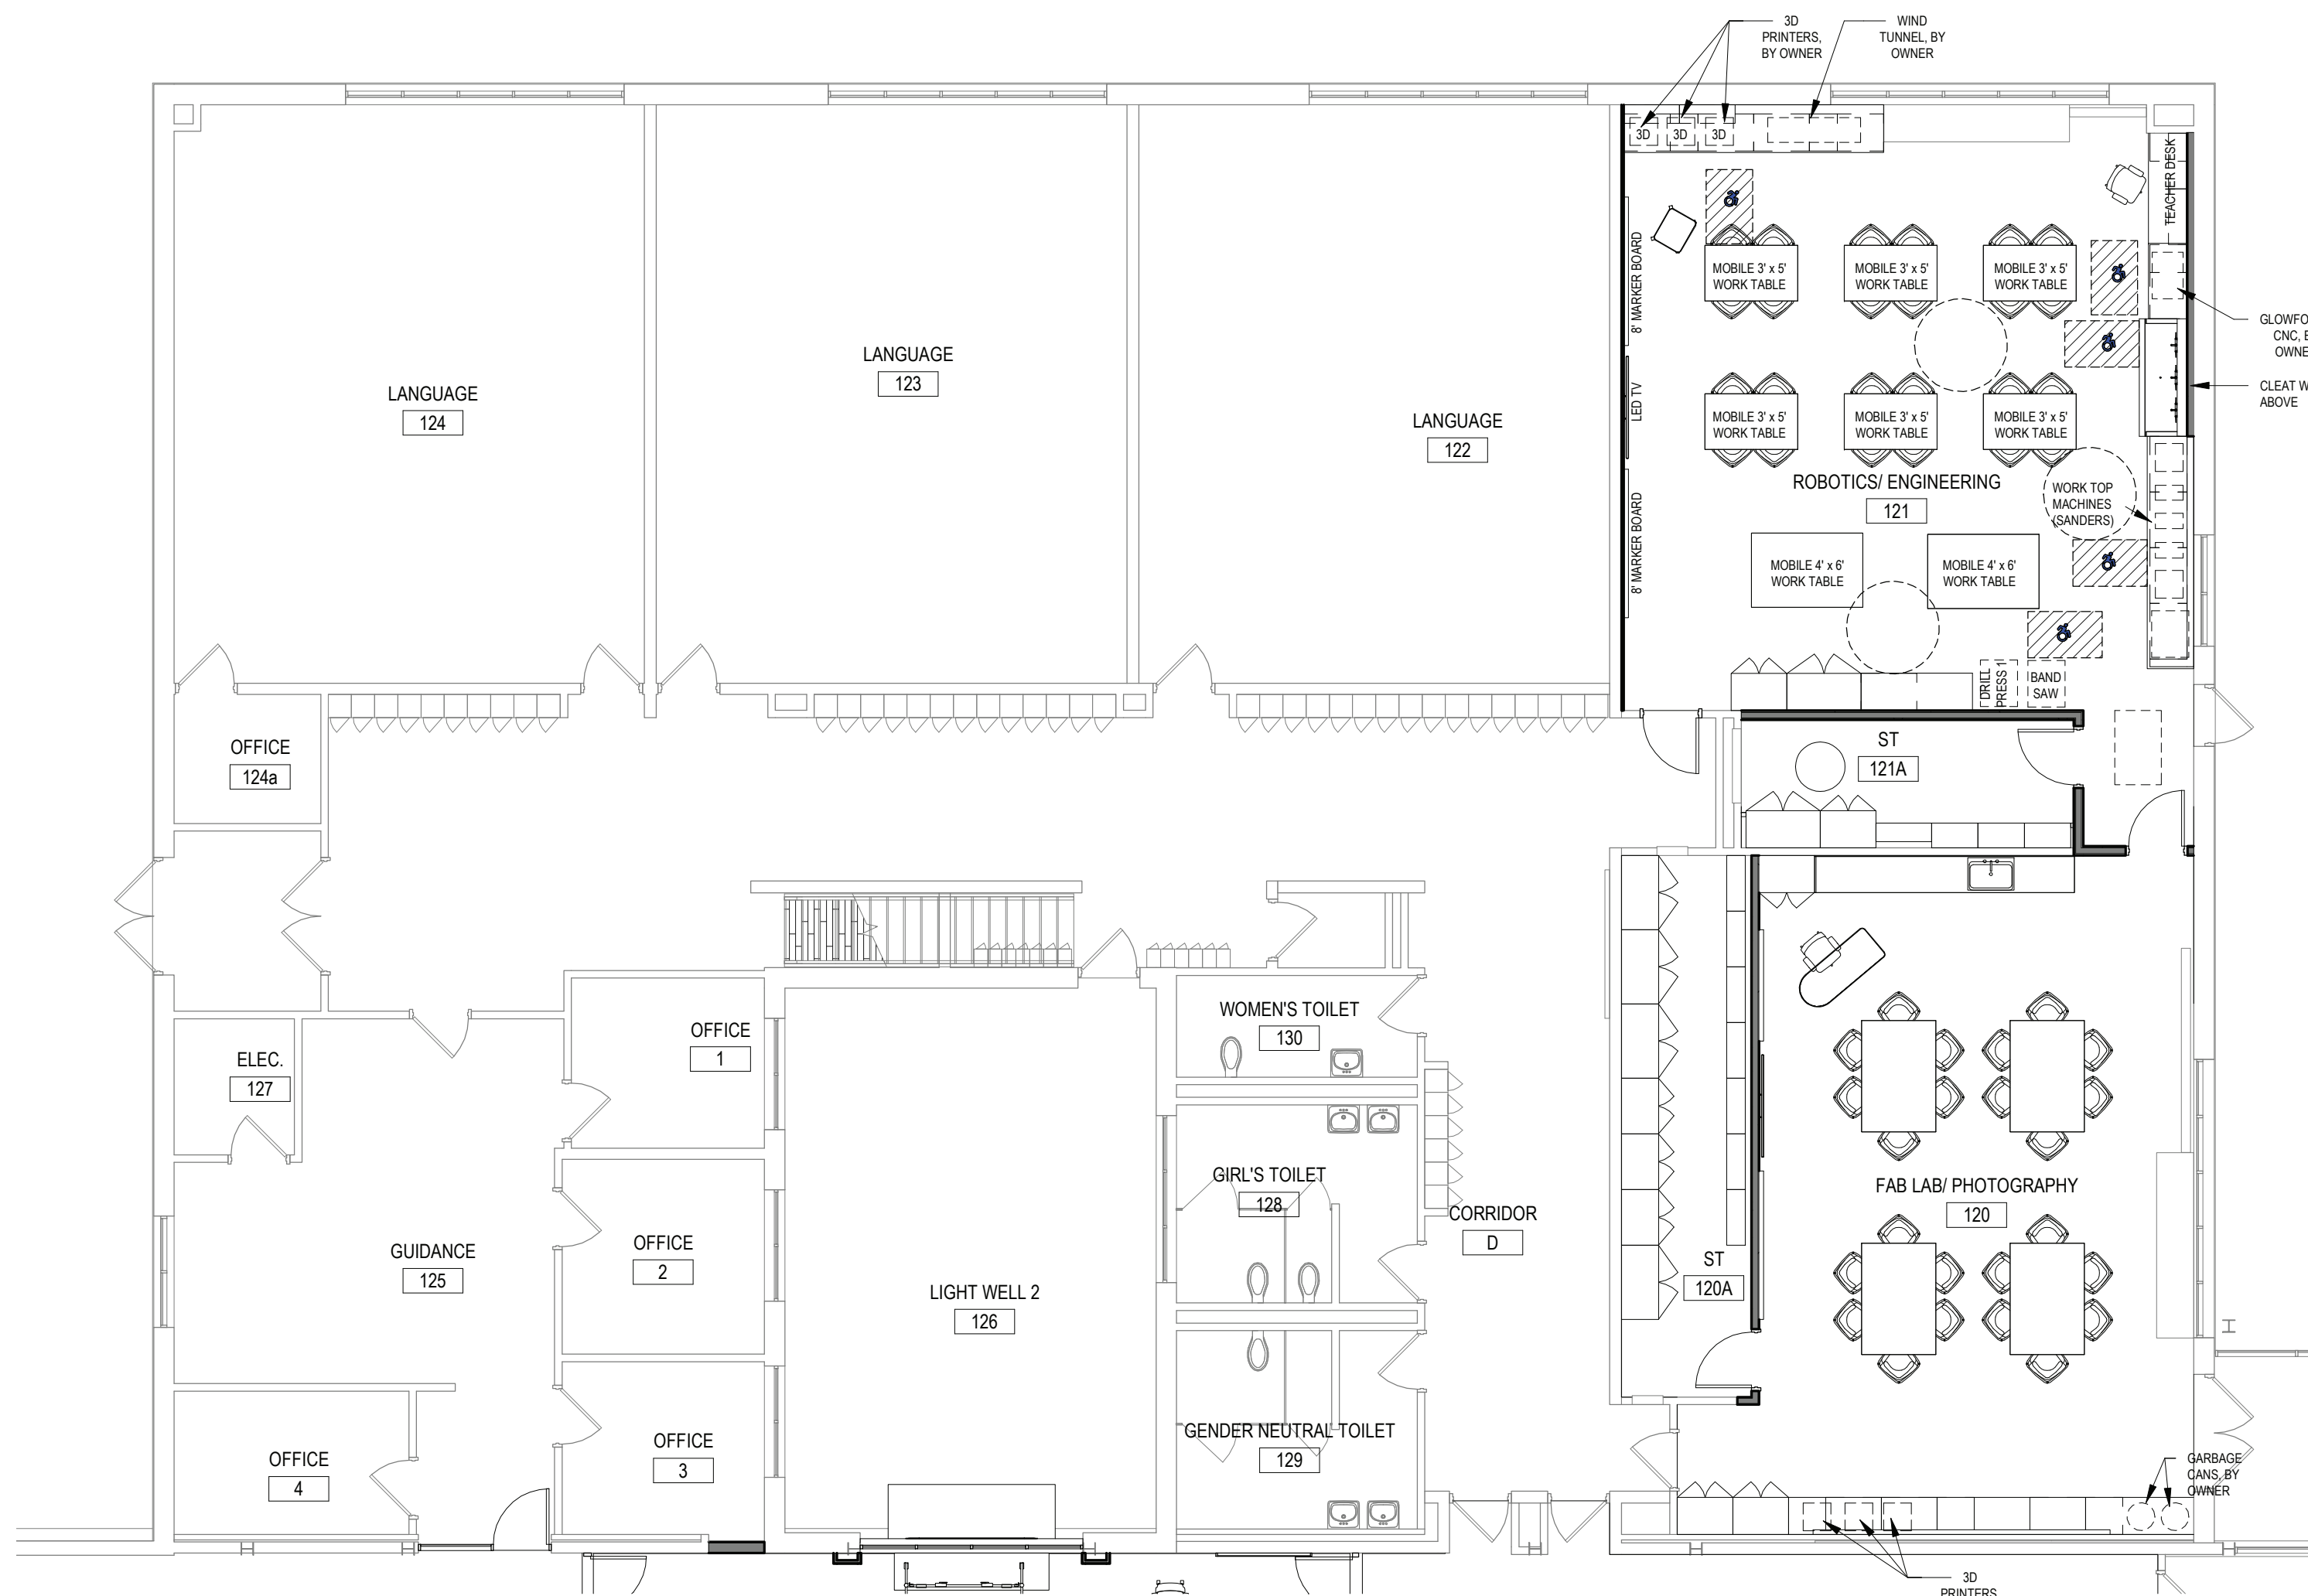 3D
PRINTERS,
BY OWNER
WIND
TUNNEL, BY
OWNER
3D
3D
3D
TEACHER DESK
8' MARKER BOARD
MOBILE 3' x 5'
WORK TABLE
MOBILE 3' x 5'
WORK TABLE
MOBILE 3' x 5'
WORK TABLE
GLOWFO
CNC, B
OWNE
CLEAT W
ABOVE
LANGUAGE
124
LANGUAGE
123
LANGUAGE
122
LED TV
MOBILE 3' x 5'
WORK TABLE
MOBILE 3' x 5'
WORK TABLE
MOBILE 3' x 5'
WORK TABLE
ROBOTICS/ ENGINEERING
121
WORK TOP
MACHINES
(SANDERS)
8' MARKER BOARD
MOBILE 4' x 6'
WORK TABLE
MOBILE 4' x 6'
WORK TABLE
DRILL
PRESS 1
BAND
SAW
OFFICE
124a
ST
121A
WOMEN'S TOILET
130
OFFICE
1
ELEC.
127
GIRL'S TOILET
128
FAB LAB/ PHOTOGRAPHY
120
CORRIDOR
D
GUIDANCE
125
OFFICE
2
ST
120A
LIGHT WELL 2
126
GENDER NEUTRAL TOILET
129
OFFICE
3
OFFICE
4
GARBAGE
CANS, BY
OWNER
3D
PRINTERS